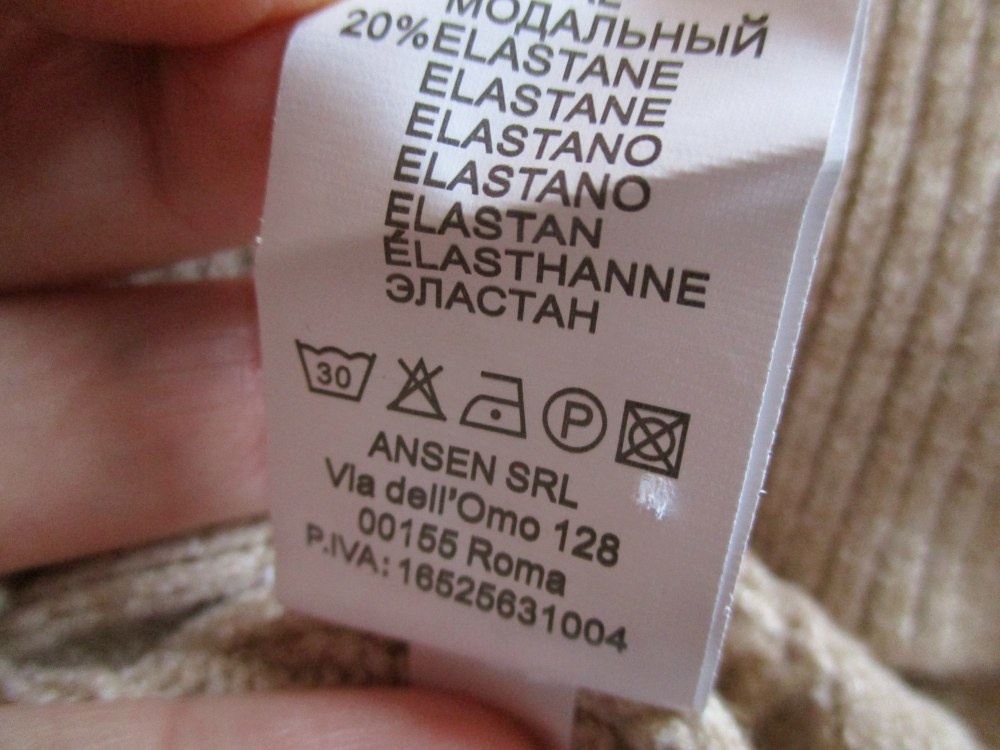 МОДАЛЬНЫЙ
20%ELASTANE
ELASTANE
ELASTANO
ELASTANO
ELASTAN
ÉLASTHANNE
ЭЛАСТАН
30 P
ANSEN SRL
Via dell'Omo 128
00155 Roma
P.IVA: 16525631004